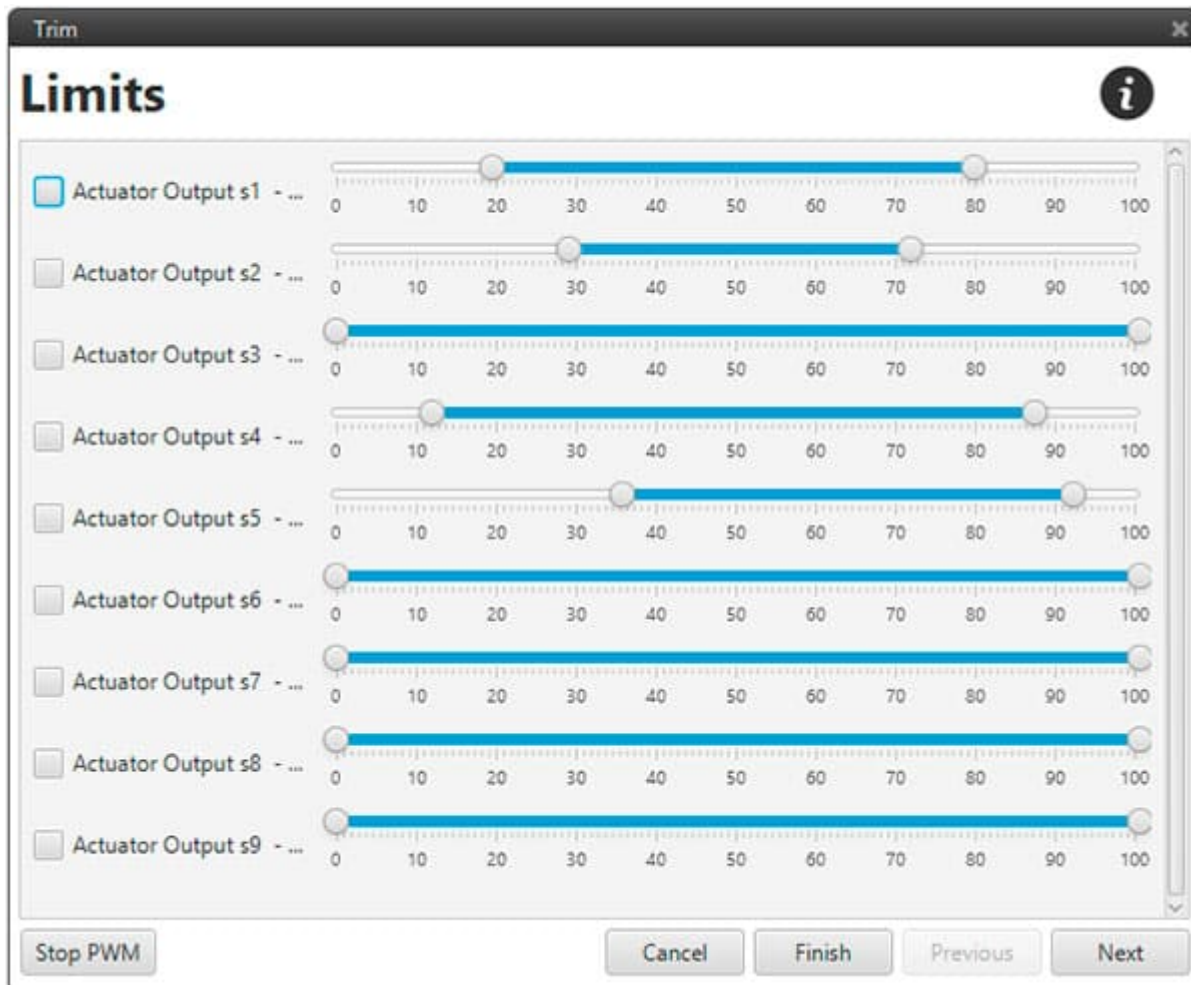 Trim
Limits
Actuator Output s1 - ...
0 10 20 30 40 50 60 70 80 90 100
Actuator Output s2 - ...
0 10 20 30 40 50 60 70 80 90 100
Actuator Output s3 - ...
0 10 20 30 40 50 60 70 80 90 100
Actuator Output s4 - ...
0 10 20 30 40 50 60 70 80 90 100
Actuator Output s5 - ...
0 10 20 30 40 50 60 70 80 90 100
Actuator Output s6 - ...
0 10 20 30 40 50 60 70 80 90 100
Actuator Output s7 - ...
0 10 20 30 40 50 60 70 80 90 100
Actuator Output s8 - ...
0 10 20 30 40 50 60 70 80 90 100
Actuator Output s9 - ...
0 10 20 30 40 50 60 70 80 90 100
Stop PWM Cancel Finish Previous Next